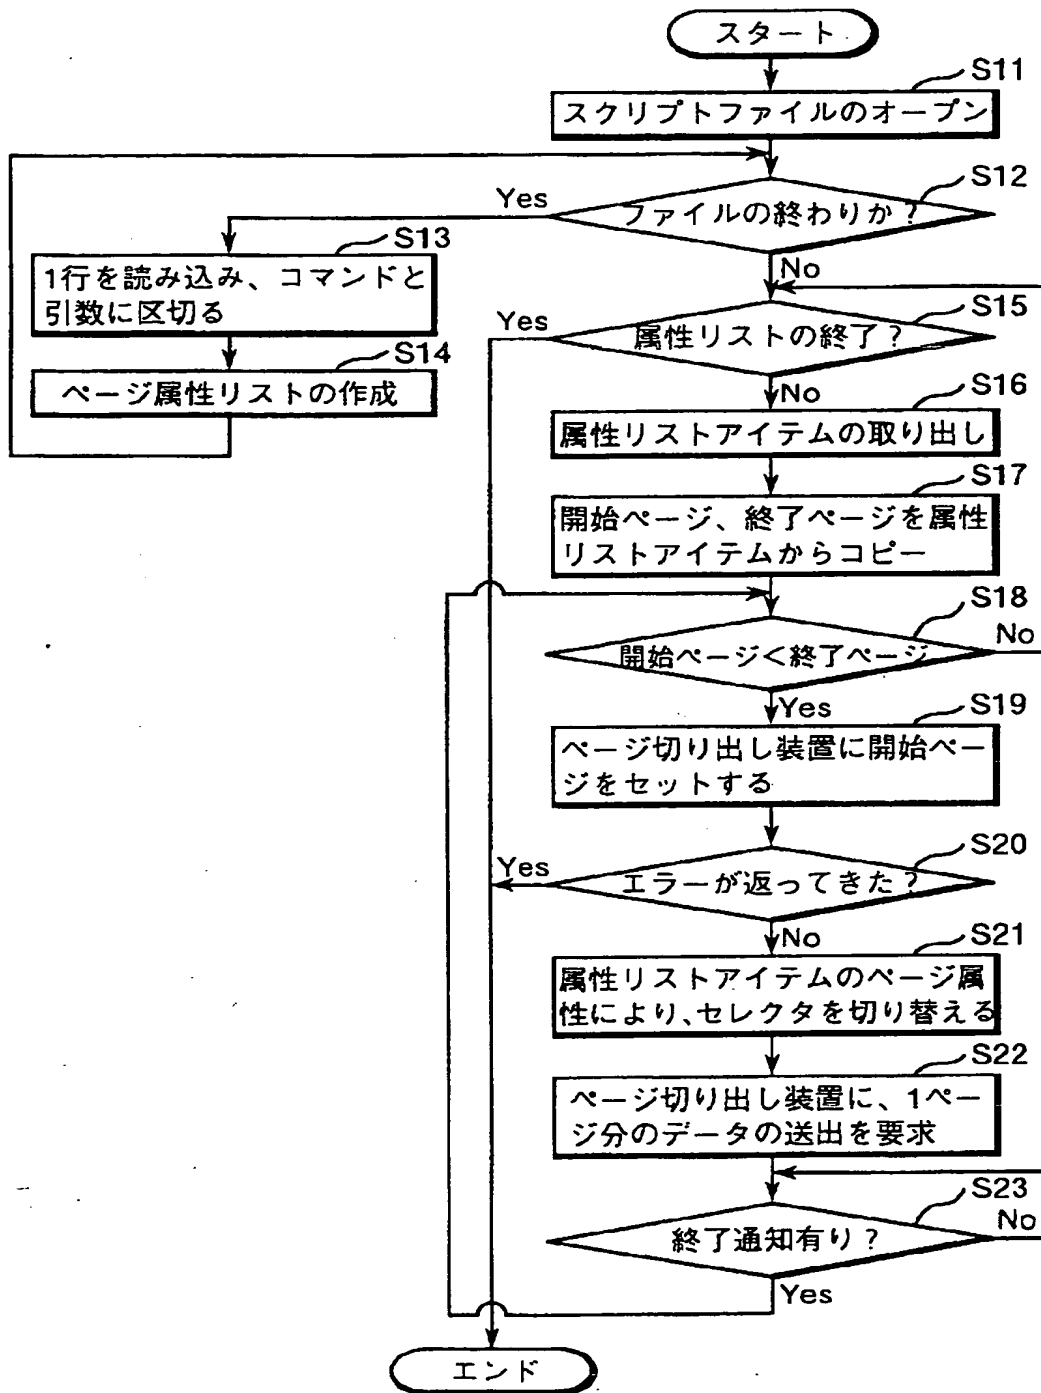 スタート
S11
スクリプトファイルのオープン
S12
ファイルの終わりか?
Yes
No
S13
1行を読み込み、コマンドと
引数に区切る
S14
ページ属性リストの作成
S15
属性リストの終了?
Yes
No
S16
属性リストアイテムの取り出し
S17
開始ページ、終了ページを属性
リストアイテムからコピー
S18
開始ページ<終了ページ
No
Yes
S19
ページ切り出し装置に開始ペー
ジをセットする
S20
エラーが返ってきた?
Yes
No
S21
属性リストアイテムのページ属
性により、セレクタを切り替える
S22
ページ切り出し装置に、1ペー
ジ分のデータの送出を要求
S23
終了通知有り?
No
Yes
エンド